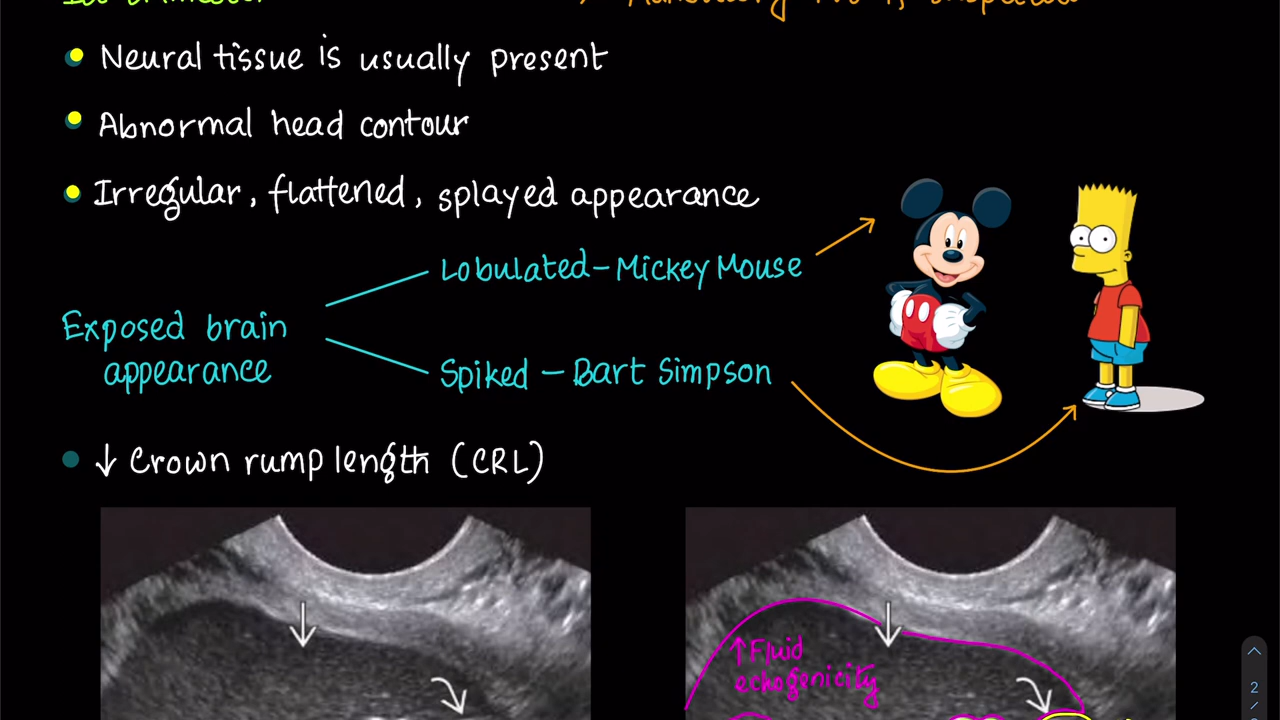 Neural tissue is usually present
Abnormal head contour
Irregular, flattened, splayed appearance
Lobulated – Mickey Mouse
Exposed brain
appearance
Spiked – Bart Simpson
↓ Crown rump length (CRL)
↑ Fluid
echogenicity
2
/